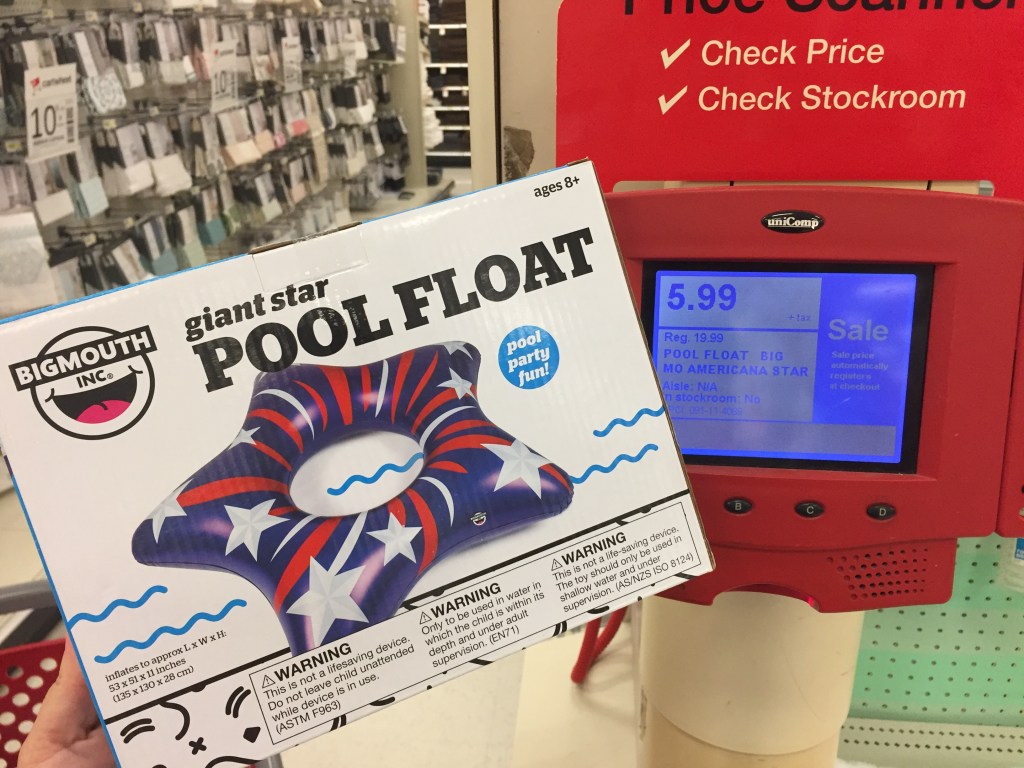 Price Scanner
✓ Check Price
✓ Check Stockroom
uniComp
5.99
+ tax
Reg. 19.99
POOL FLOAT BIG
MO AMERICANA STAR
Aisle: N/A
n stockroom: No
Sale
Sale price
automatically
registers
at checkout
B C D
10
10
ages 8+
BIGMOUTH
INC.®
giant star
POOL FLOAT
pool
party
fun!
inflates to approx L x W x H:
53 x 51 x 11 inches
(135 x 130 x 28 cm)
⚠WARNING
This is not a lifesaving device.
Do not leave child unattended
while device is in use.
(ASTM F963)
⚠WARNING
Only to be used in water in
which the child is within its
depth and under adult
supervision. (EN71)
⚠WARNING
This is not a life-saving device.
The toy should only be used in
shallow water and under
supervision. (AS/NZS ISO 8124)